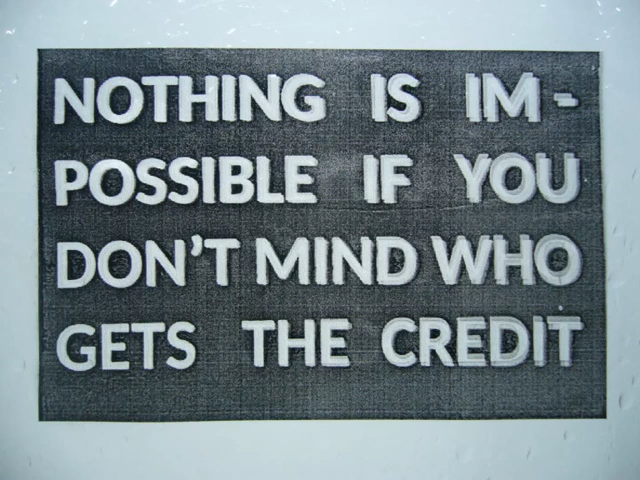 NOTHING IS IM-
POSSIBLE IF YOU
DON'T MIND WHO
GETS THE CREDIT